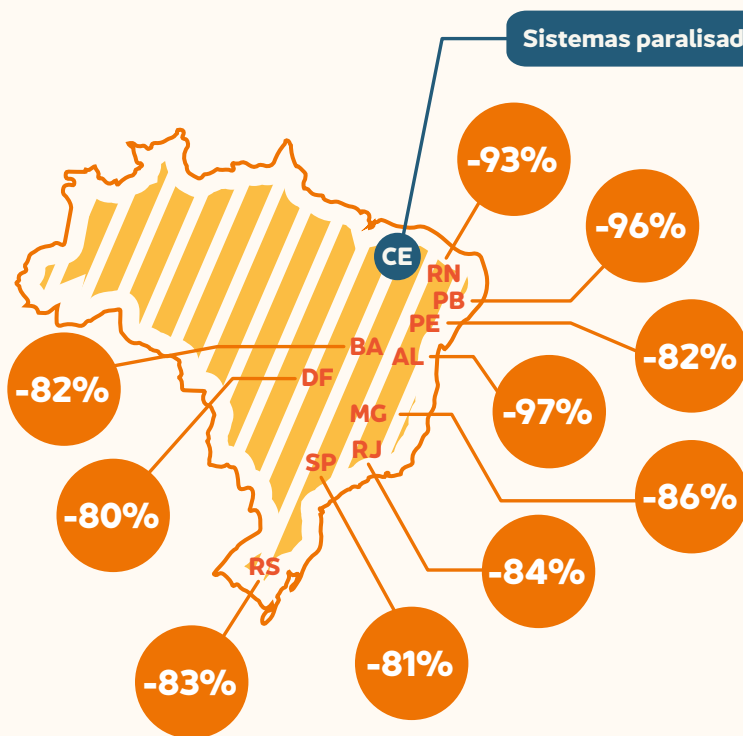 Sistemas paralisad
-93%
-96%
CE
RN
PB
PE
-82%
BA
AL
-82%
DF
-97%
MG
-86%
RJ
SP
-80%
-84%
RS
-81%
-83%